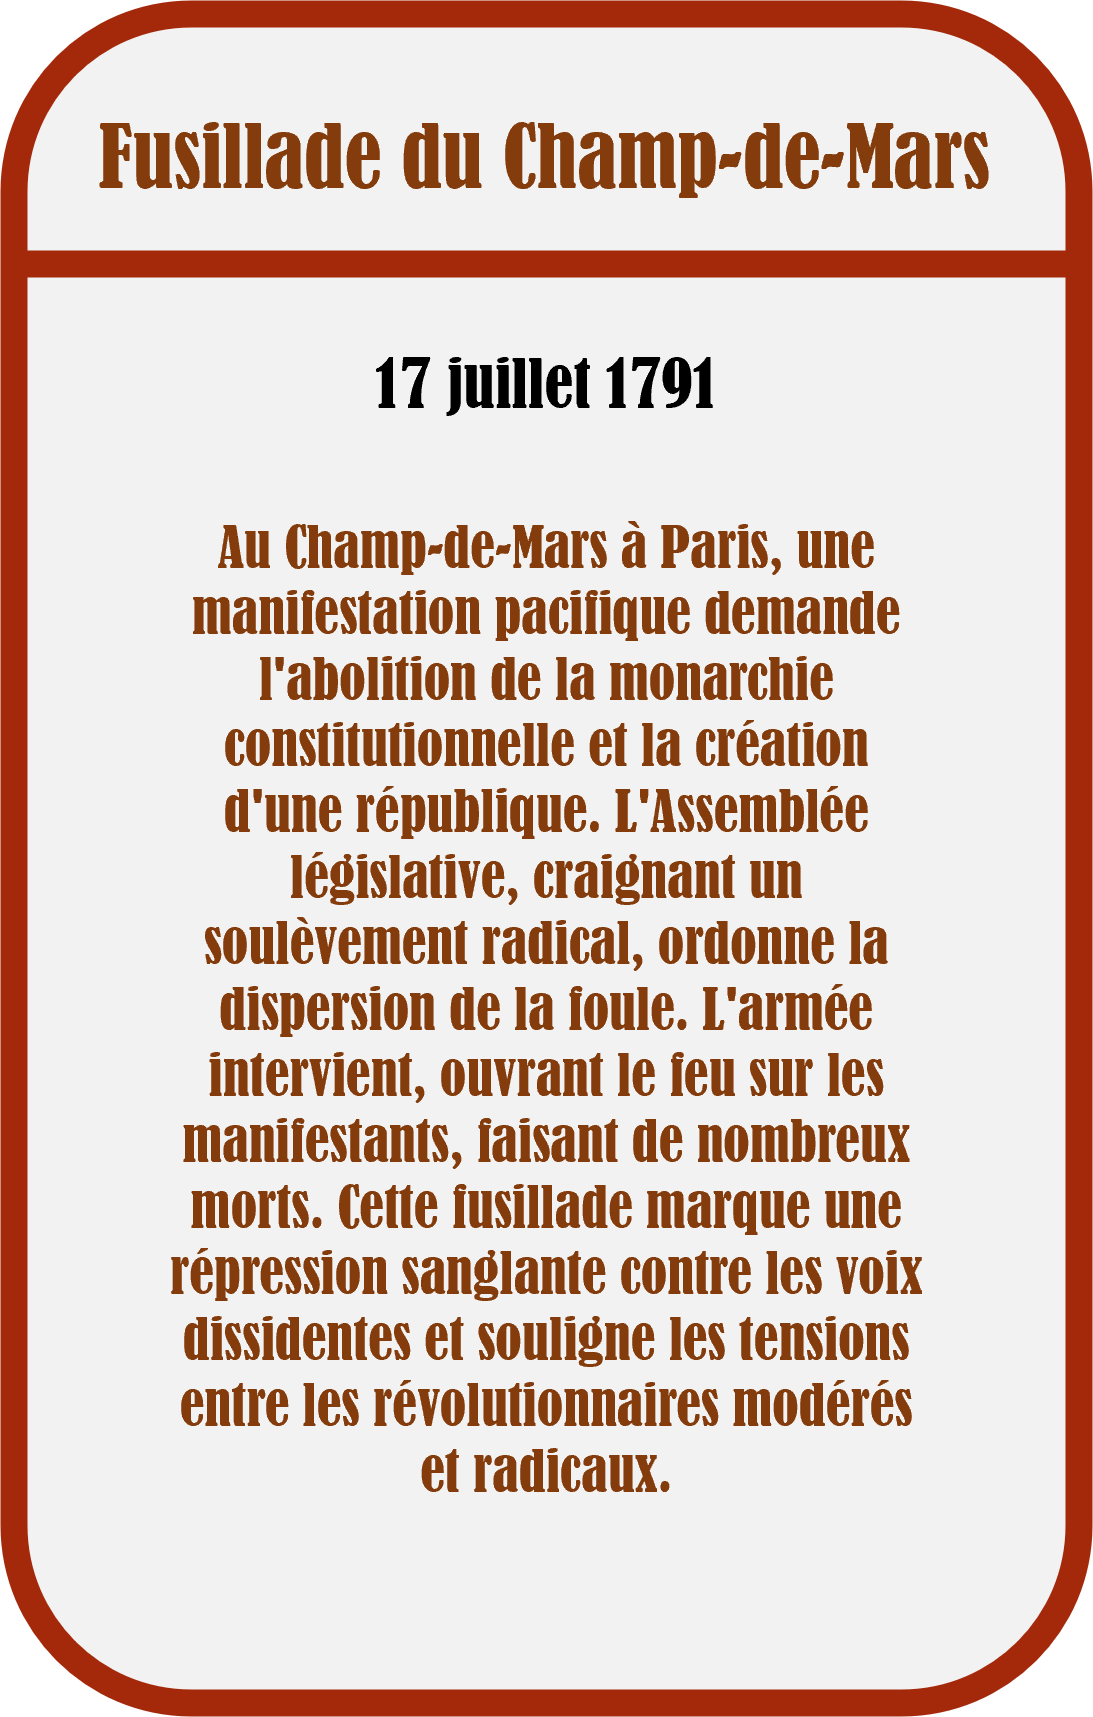 Fusillade du Champ-de-Mars
17 juillet 1791
Au Champ-de-Mars à Paris, une
manifestation pacifique demande
l'abolition de la monarchie
constitutionnelle et la création
d'une république. L'Assemblée
législative, craignant un
soulèvement radical, ordonne la
dispersion de la foule. L'armée
intervient, ouvrant le feu sur les
manifestants, faisant de nombreux
morts. Cette fusillade marque une
répression sanglante contre les voix
dissidentes et souligne les tensions
entre les révolutionnaires modérés
et radicaux.